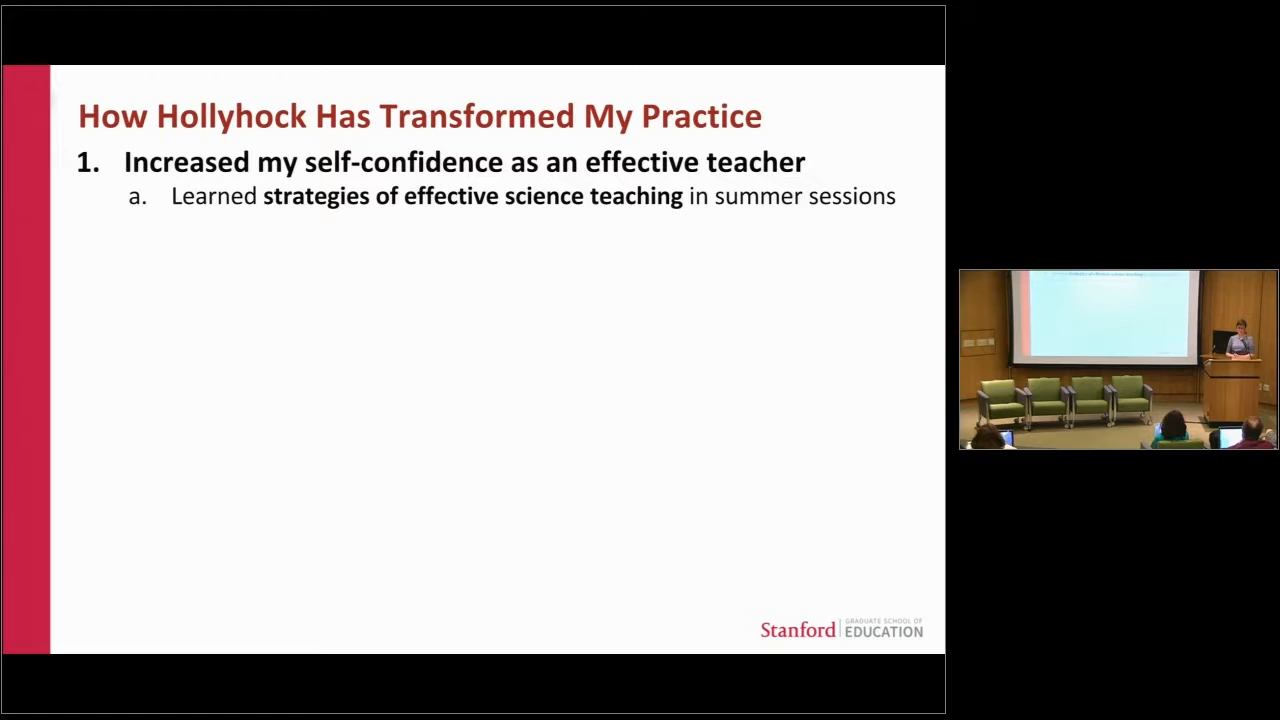 How Hollyhock Has Transformed My Practice
1. Increased my self-confidence as an effective teacher
a. Learned strategies of effective science teaching in summer sessions
Stanford
GRADUATE SCHOOL OF
EDUCATION